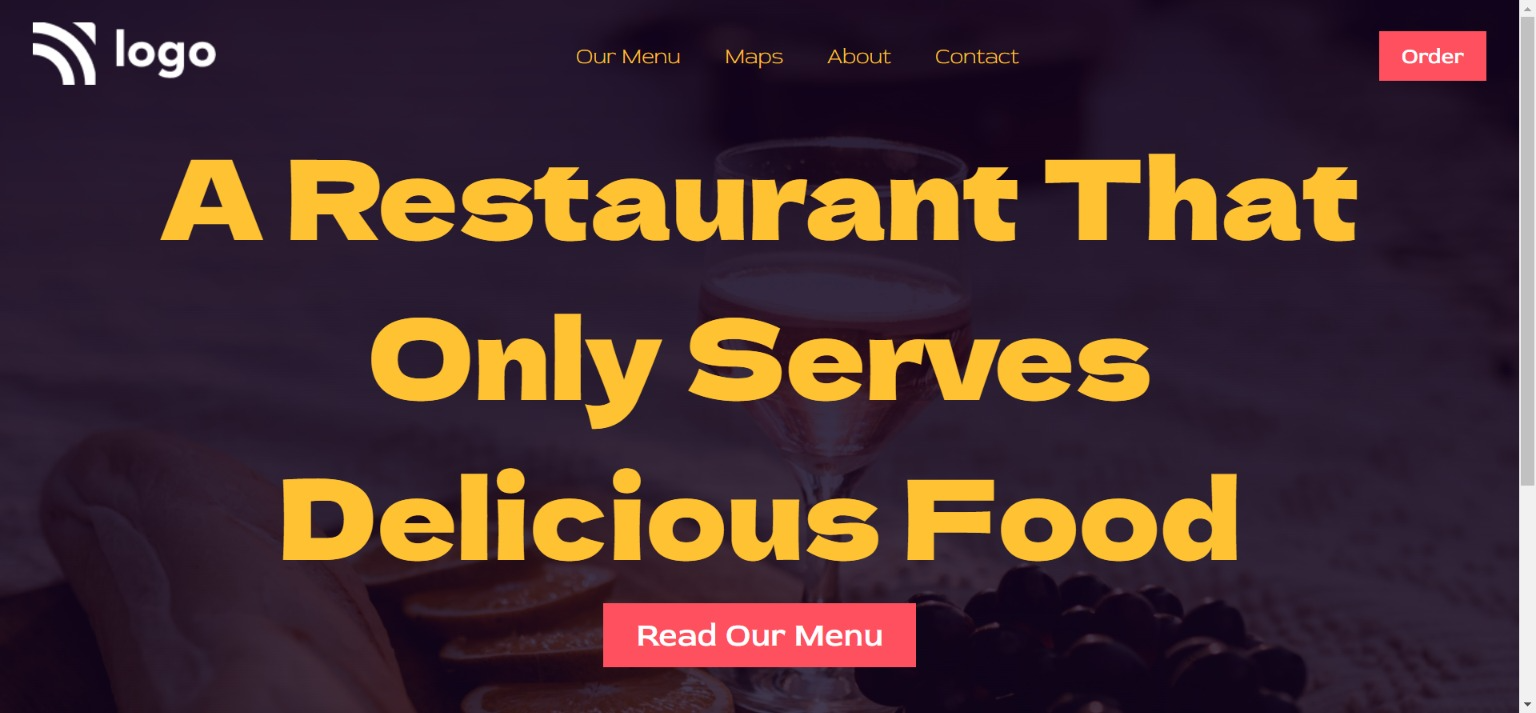 logo
Our Menu Maps About Contact
Order
A Restaurant That
Only Serves
Delicious Food
Read Our Menu